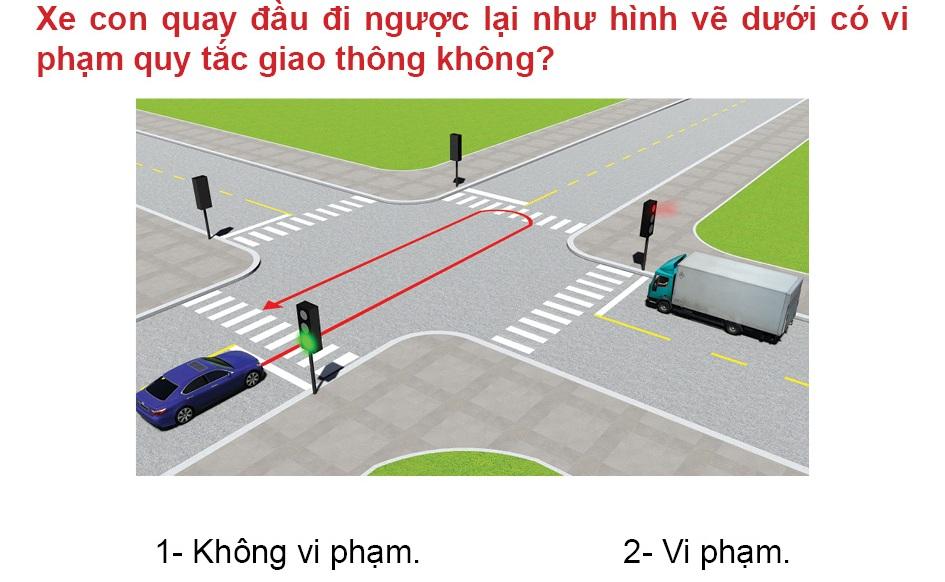 Xe con quay đầu đi ngược lại như hình vẽ dưới có vi
phạm quy tắc giao thông không?
1- Không vi phạm.
2- Vi phạm.